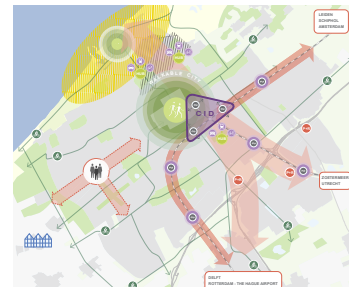 LEIDEN
SCHIPHOL
AMSTERDAM
CID
ZOETERMEER
UTRECHT
DELFT
ROTTERDAM - THE HAGUE AIRPORT